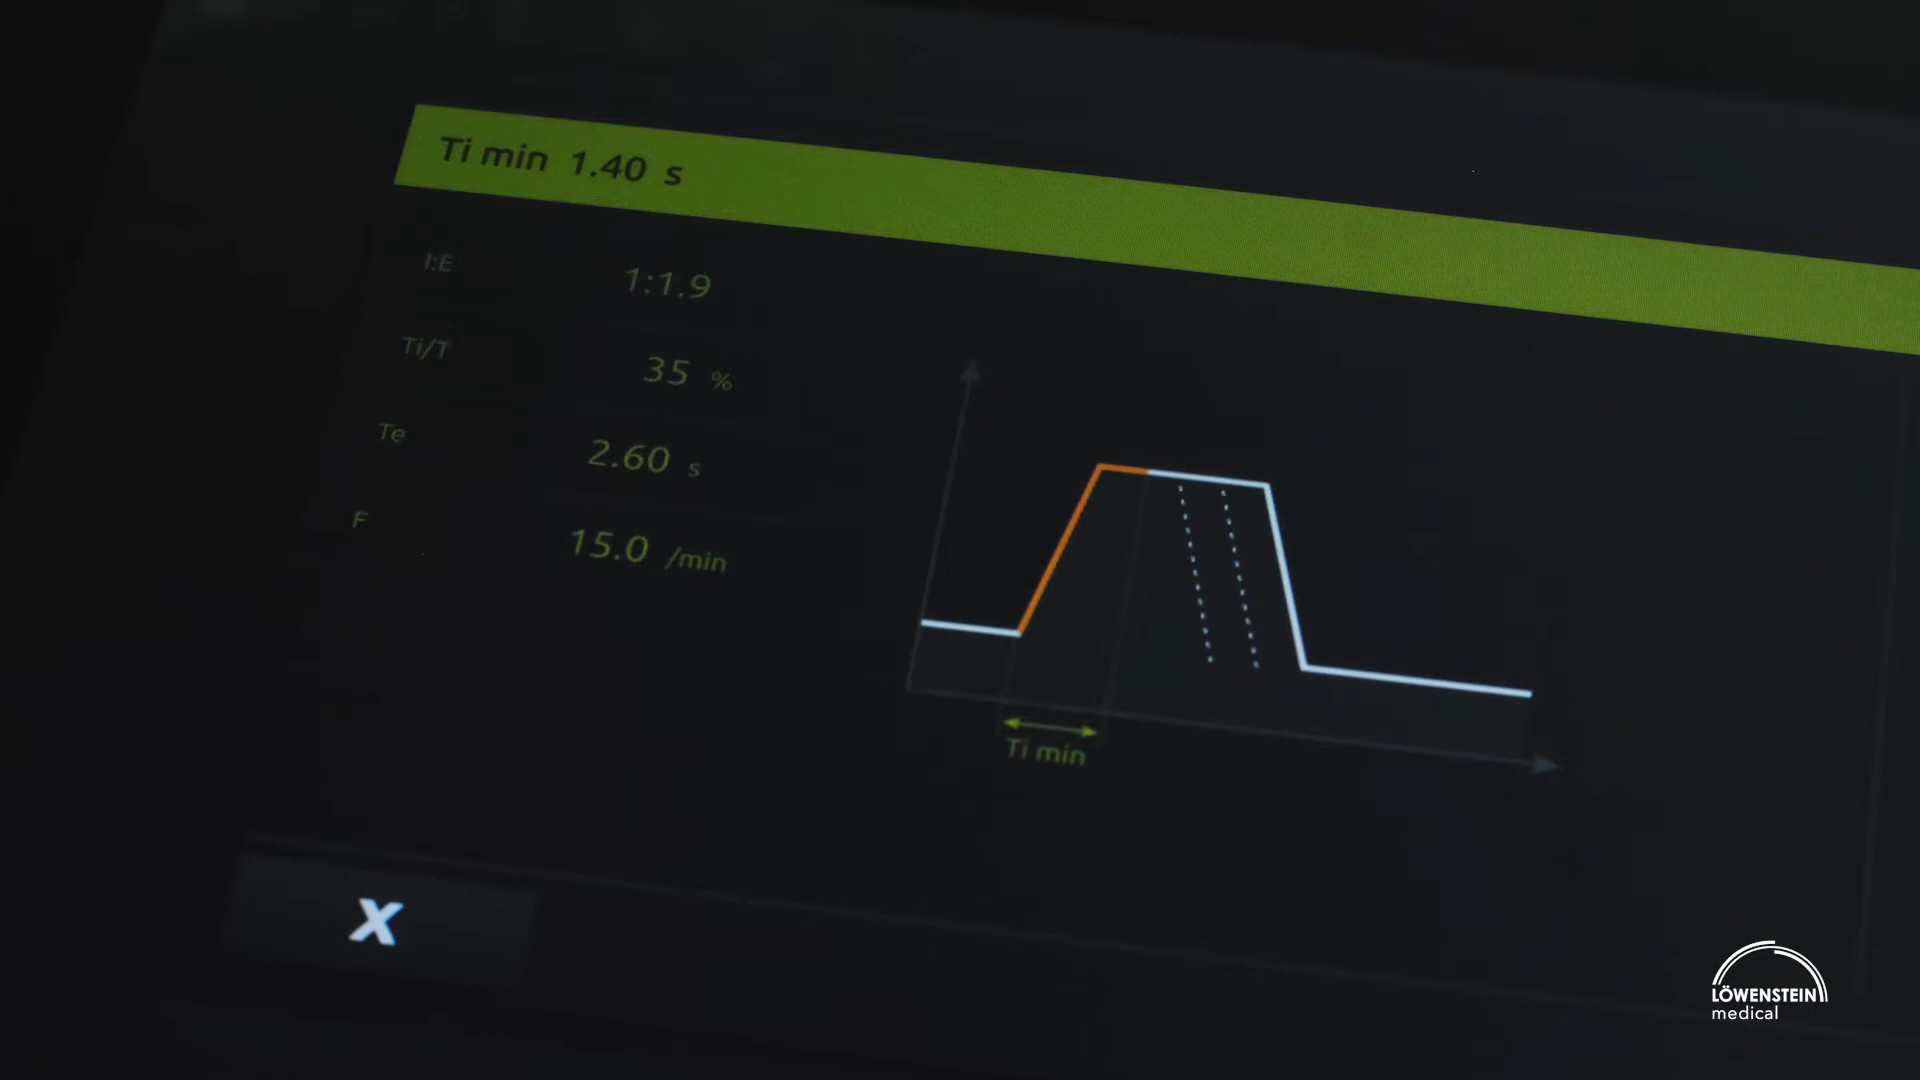 Ti min 1.40 s
I:E 1:1.9
Ti/T 35 %
Te 2.60 s
F 15.0 /min
Ti min
X
LÖWENSTEIN
medical